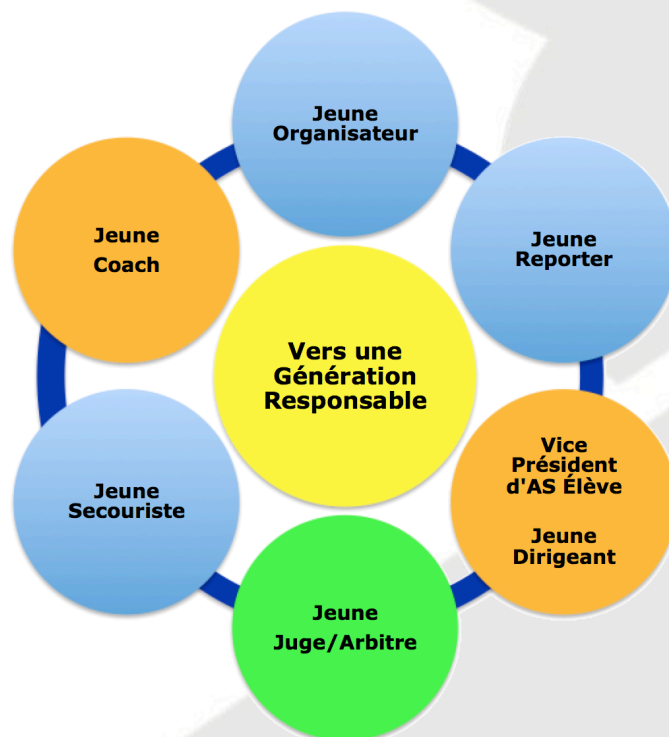 Jeune
Organisateur
Jeune
Coach
Jeune
Reporter
Vers une
Génération
Responsable
Vice
Président
d'AS Élève
Jeune
Dirigeant
Jeune
Secouriste
Jeune
Juge/Arbitre